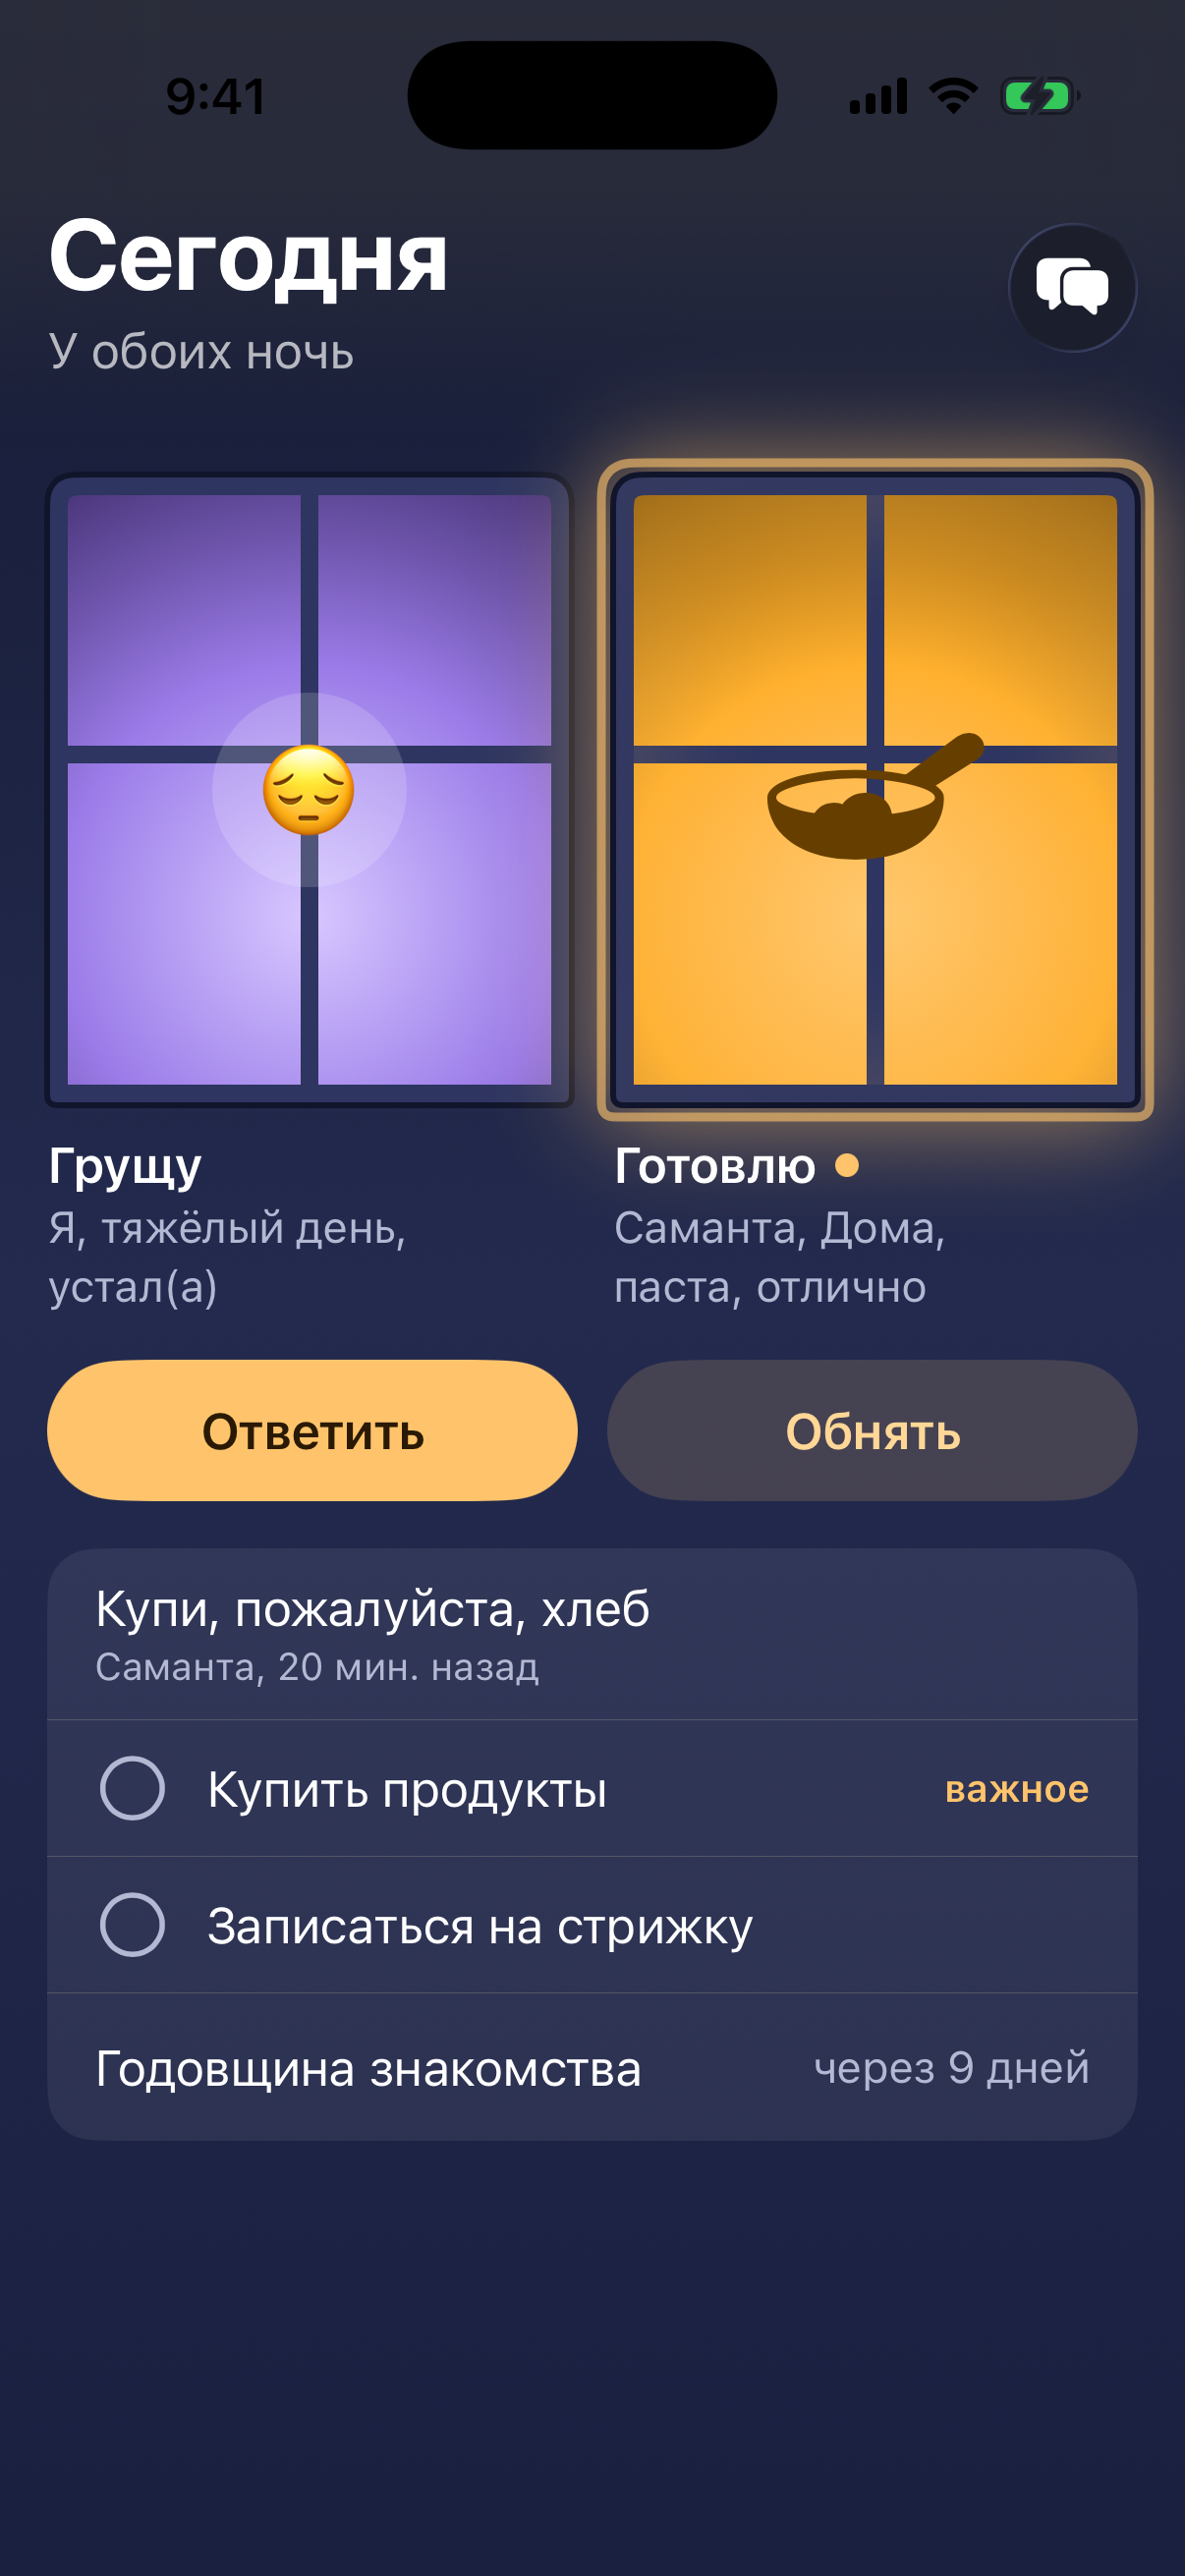 9:41
Сегодня
У обоих ночь
Грущу
Я, тяжёлый день,
устал(а)
Готовлю
Саманта, Дома,
паста, отлично
Ответить
Обнять
Купи, пожалуйста, хлеб
Саманта, 20 мин. назад
Купить продукты
важное
Записаться на стрижку
Годовщина знакомства
через 9 дней